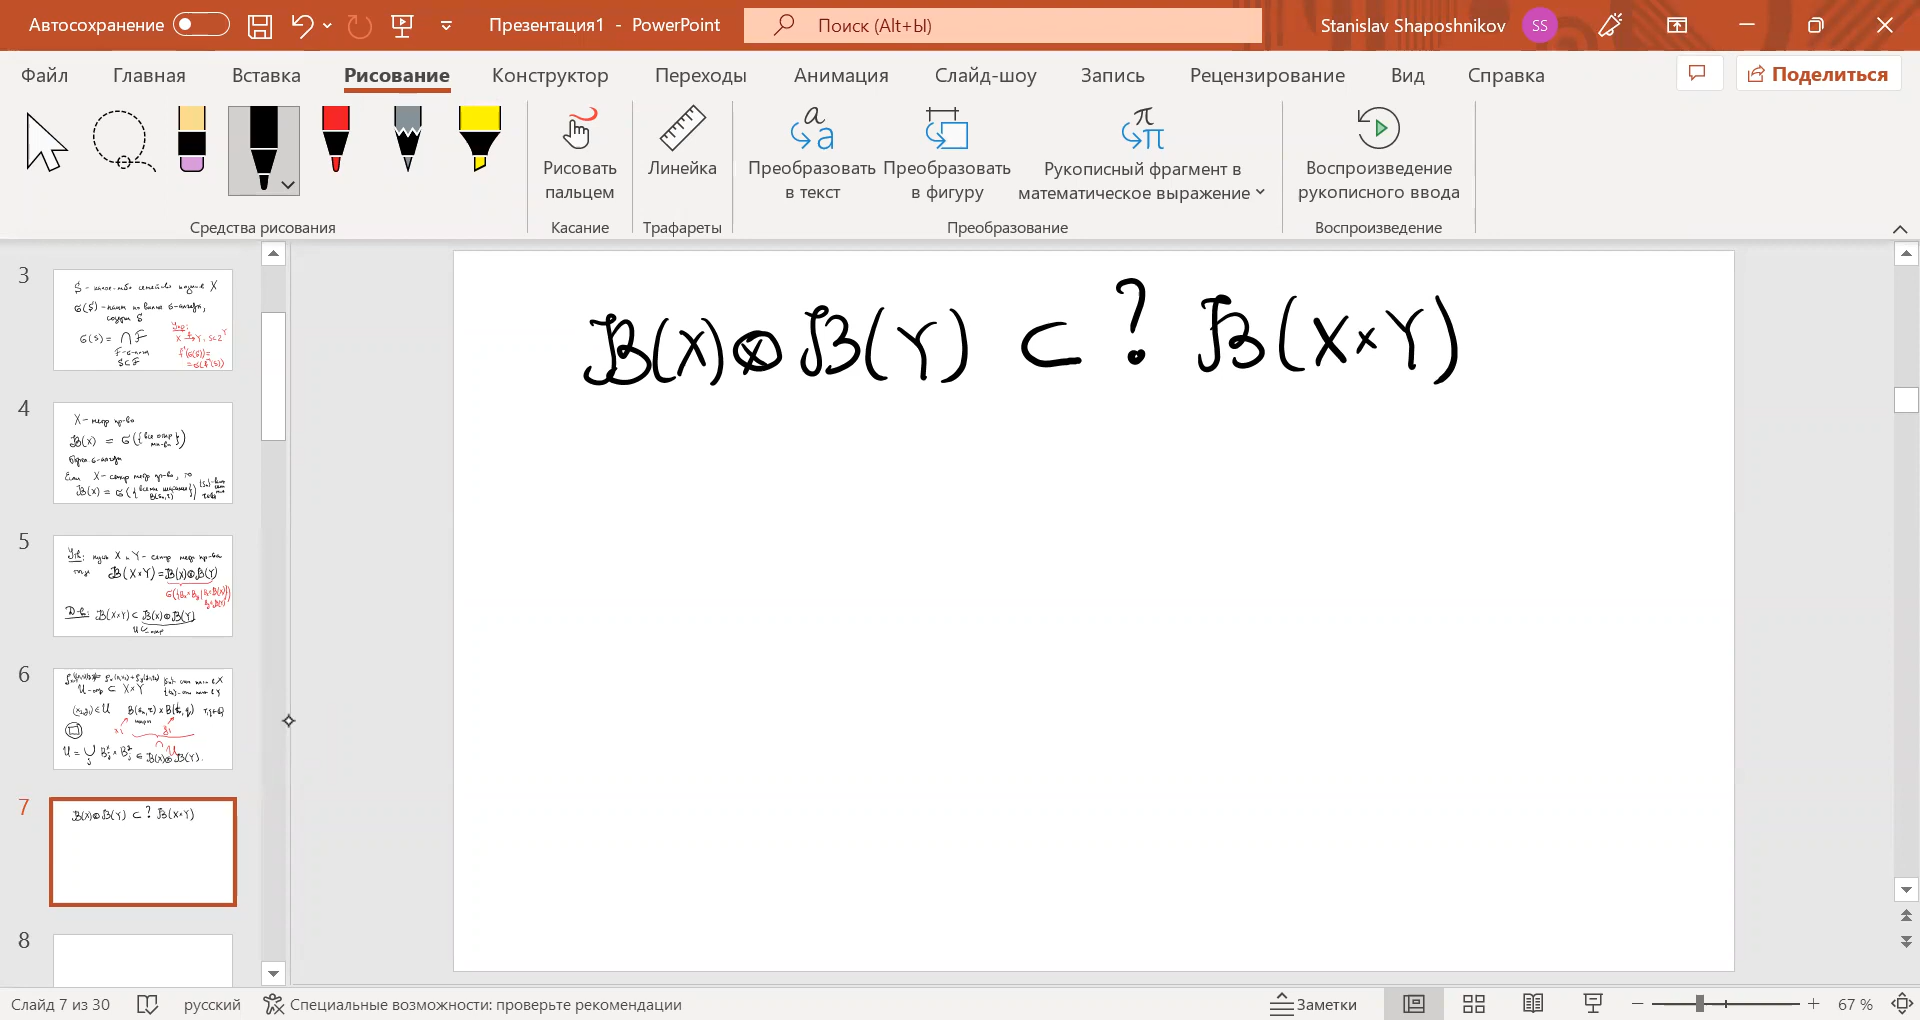 Автосохранение
Презентация1 - PowerPoint
Поиск (Alt+Ы)
Stanislav Shaposhnikov
SS
Файл Главная Вставка Рисование Конструктор Переходы Анимация Слайд-шоу Запись Рецензирование Вид Справка
Поделиться
Рисовать пальцем
Линейка
Преобразовать в текст
Преобразовать в фигуру
Рукописный фрагмент в математическое выражение
Воспроизведение рукописного ввода
Средства рисования
Касание
Трафареты
Преобразование
Воспроизведение
3
4
5
6
7
B(X)⊗B(Y) ⊂ ? B(X×Y)
8
B(X)⊗B(Y) ⊂ ? B(X×Y)
Слайд 7 из 30
русский
Специальные возможности: проверьте рекомендации
Заметки
67 %